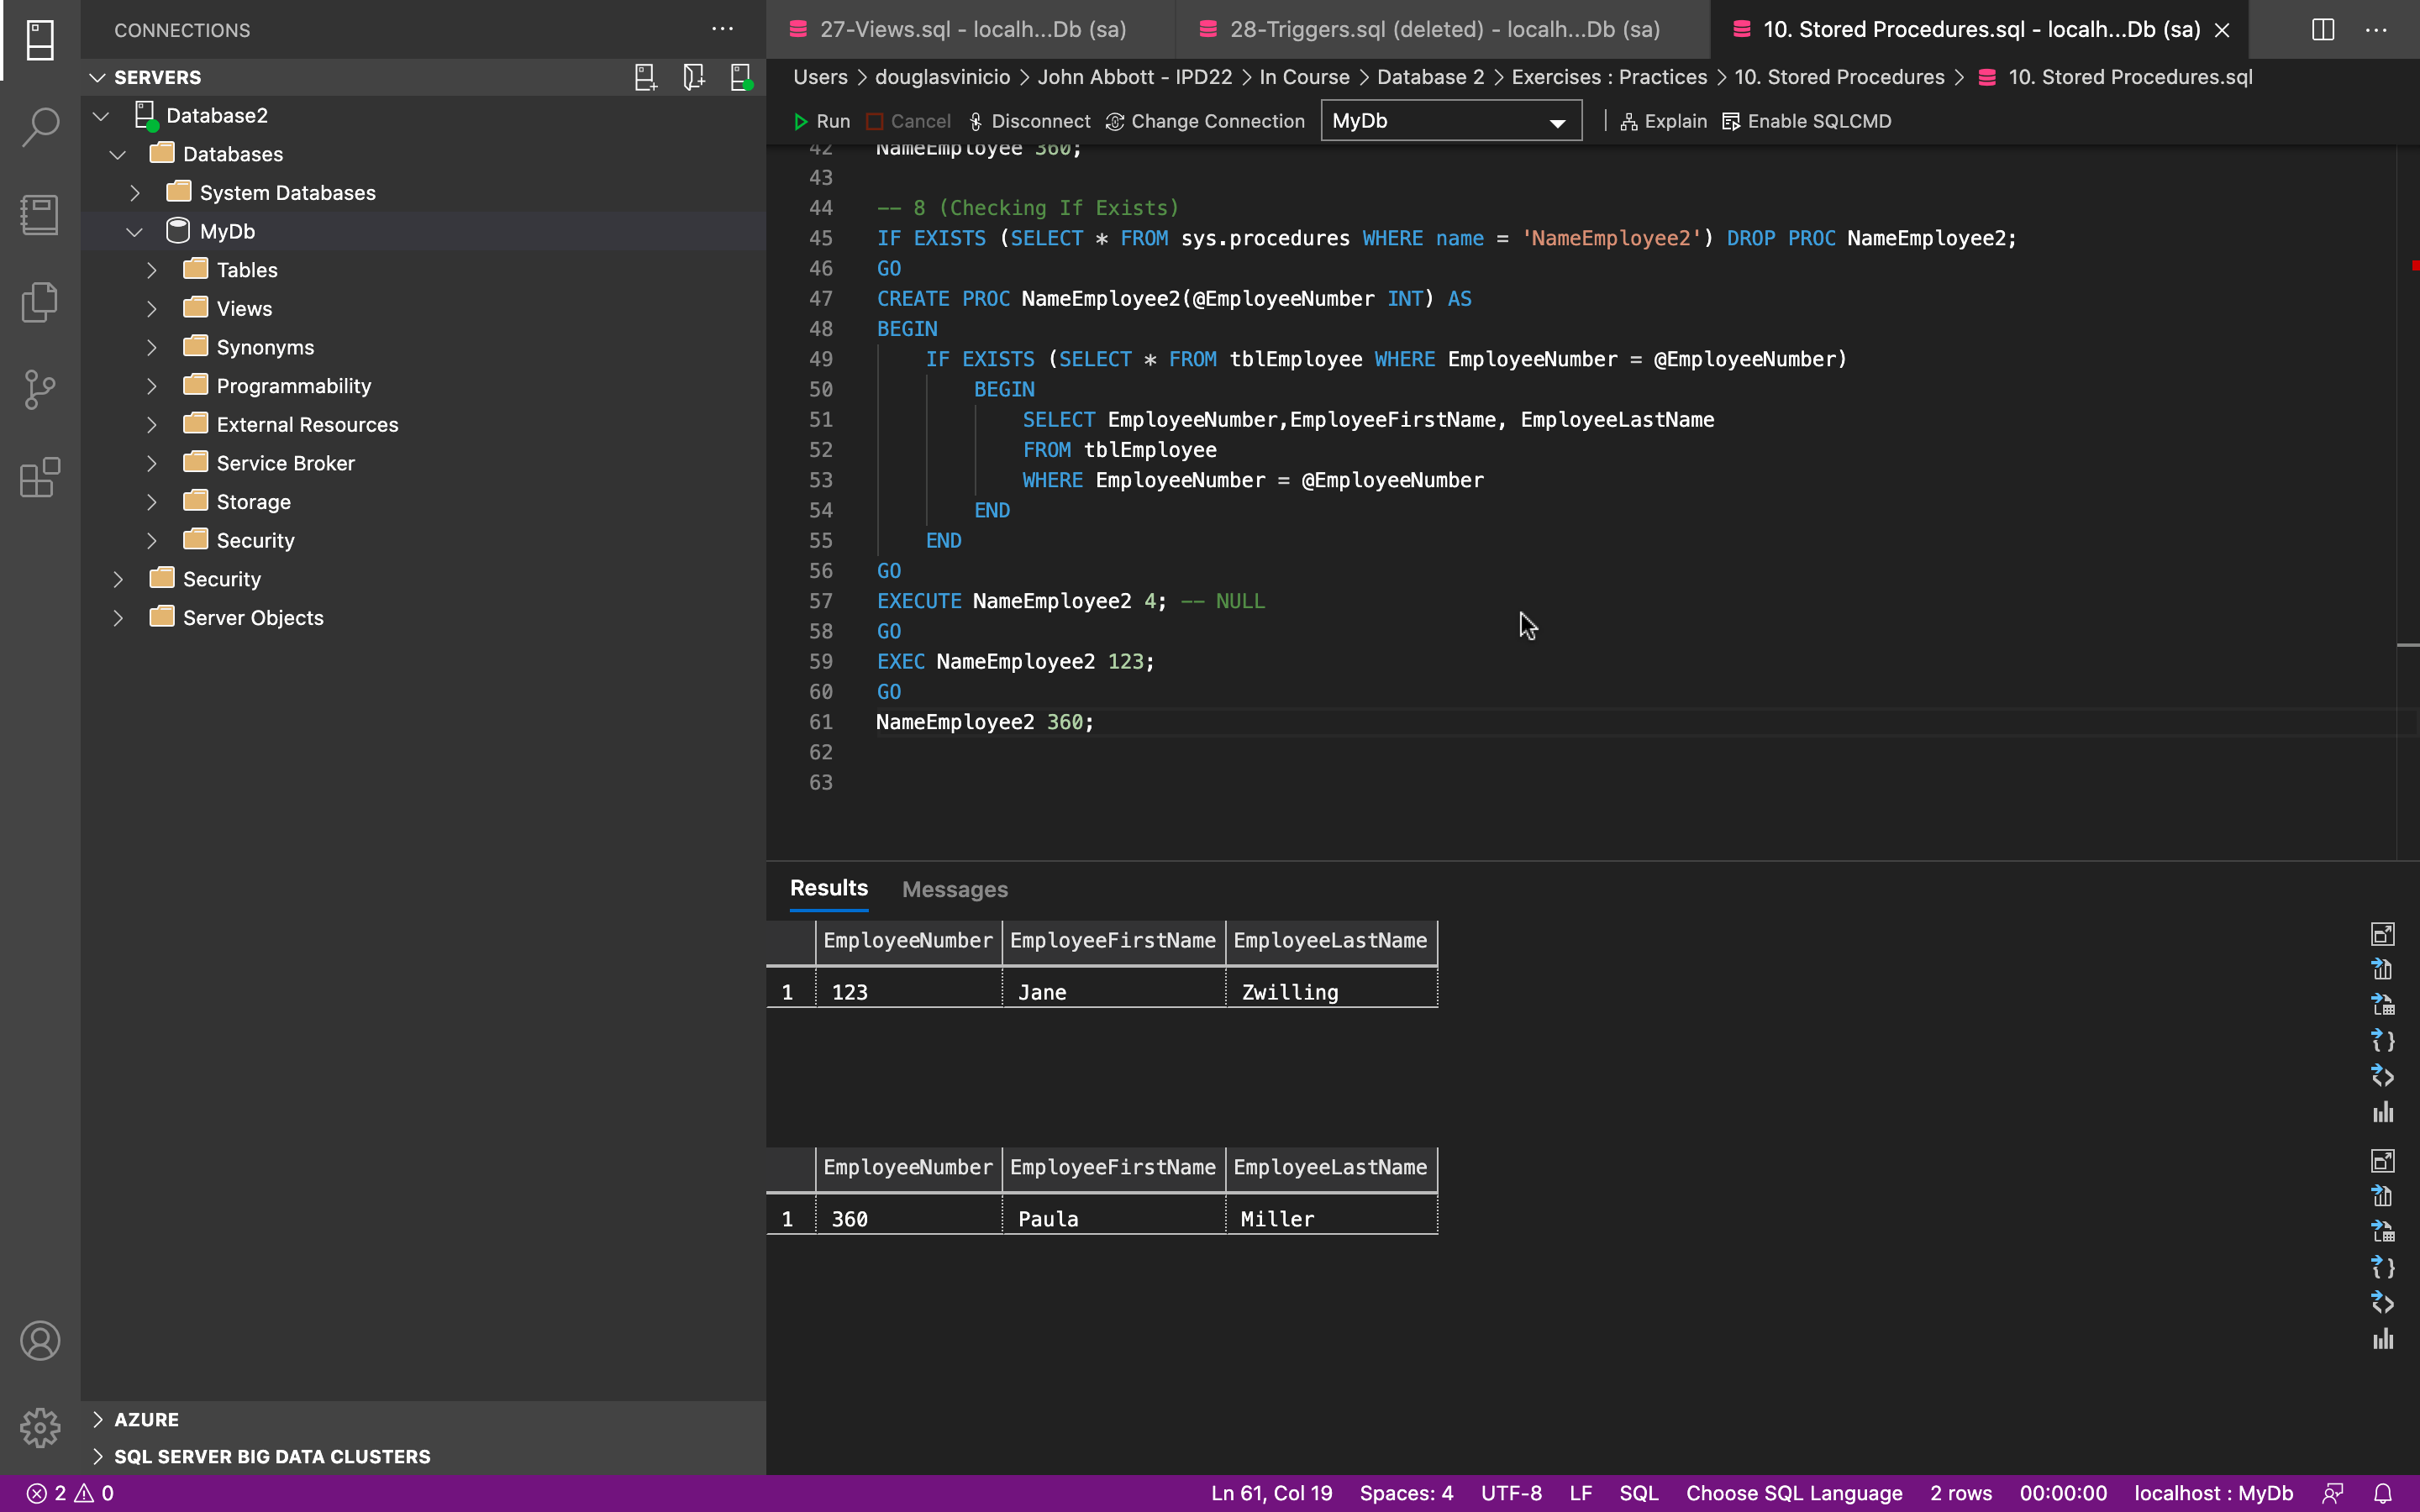 CONNECTIONS
SERVERS
Database2
Databases
System Databases
MyDb
Tables
Views
Synonyms
Programmability
External Resources
Service Broker
Storage
Security
Security
Server Objects
AZURE
SQL SERVER BIG DATA CLUSTERS
27-Views.sql - localh...Db (sa)
28-Triggers.sql (deleted) - localh...Db (sa)
10. Stored Procedures.sql - localh...Db (sa)
Users > douglasvinicio > John Abbott - IPD22 > In Course > Database 2 > Exercises : Practices > 10. Stored Procedures > 10. Stored Procedures.sql
Run Cancel Disconnect Change Connection MyDb Explain Enable SQLCMD
42 NameEmployee 360;
43
44 -- 8 (Checking If Exists)
45 IF EXISTS (SELECT * FROM sys.procedures WHERE name = 'NameEmployee2') DROP PROC NameEmployee2;
46 GO
47 CREATE PROC NameEmployee2(@EmployeeNumber INT) AS
48 BEGIN
49 IF EXISTS (SELECT * FROM tblEmployee WHERE EmployeeNumber = @EmployeeNumber)
50 BEGIN
51 SELECT EmployeeNumber,EmployeeFirstName, EmployeeLastName
52 FROM tblEmployee
53 WHERE EmployeeNumber = @EmployeeNumber
54 END
55 END
56 GO
57 EXECUTE NameEmployee2 4; -- NULL
58 GO
59 EXEC NameEmployee2 123;
60 GO
61 NameEmployee2 360;
62
63
Results Messages
EmployeeNumber EmployeeFirstName EmployeeLastName
1 123 Jane Zwilling
EmployeeNumber EmployeeFirstName EmployeeLastName
1 360 Paula Miller
2 0 Ln 61, Col 19 Spaces: 4 UTF-8 LF SQL Choose SQL Language 2 rows 00:00:00 localhost : MyDb